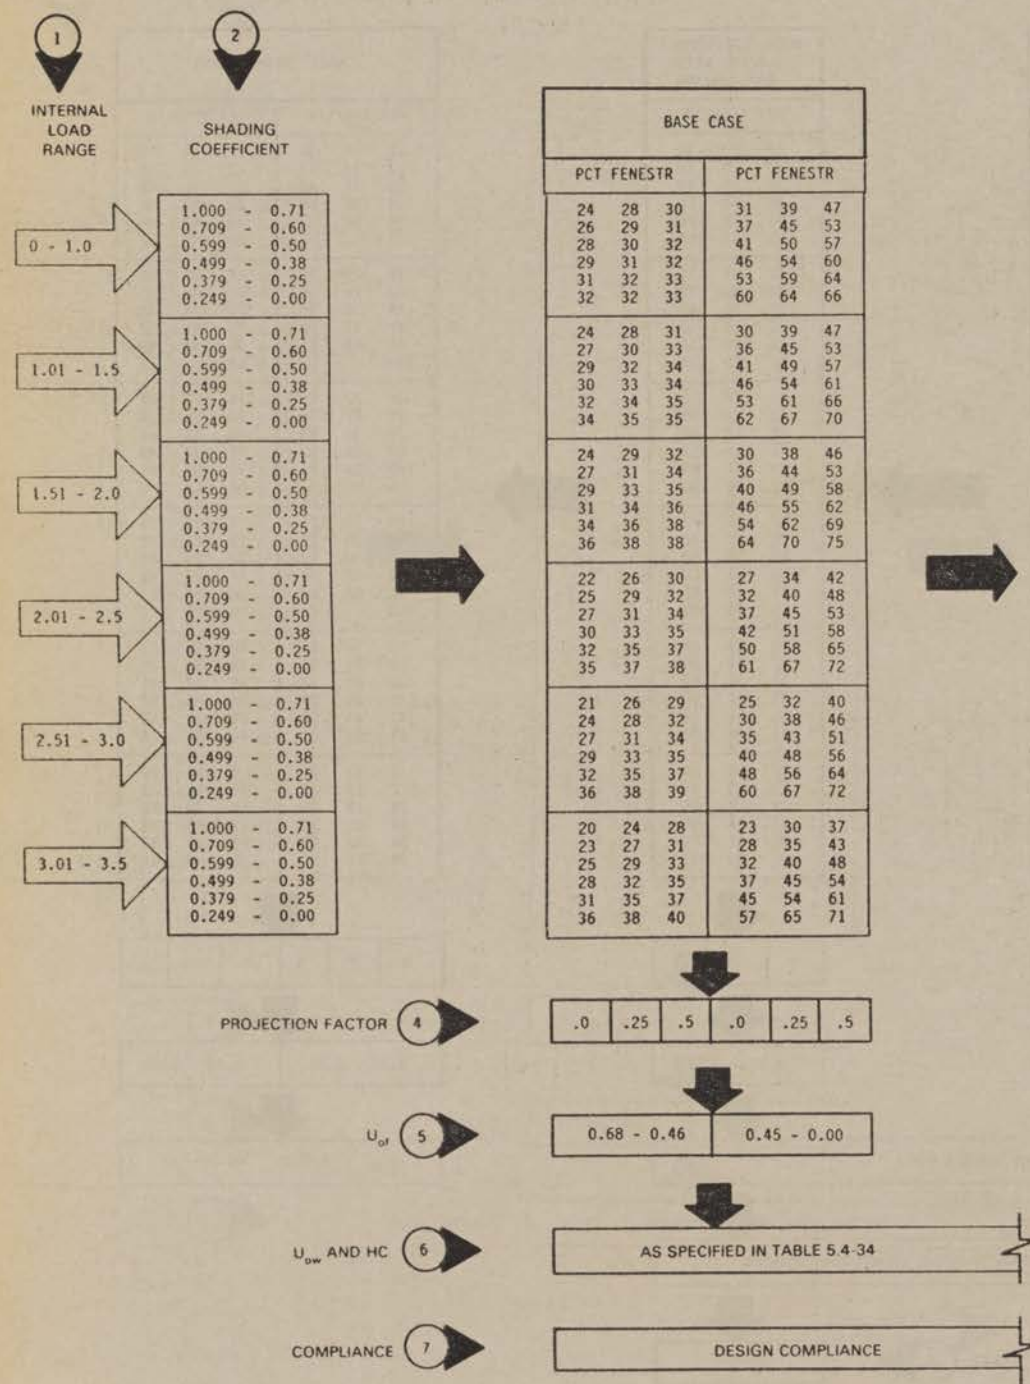 1 2
INTERNAL
LOAD
RANGE
SHADING
COEFFICIENT
BASE CASE
PCT FENESTR PCT FENESTR
0 - 1.0
1.000 - 0.71 24 28 30 31 39 47
0.709 - 0.60 26 29 31 37 45 53
0.599 - 0.50 28 30 32 41 50 57
0.499 - 0.38 29 31 32 46 54 60
0.379 - 0.25 31 32 33 53 59 64
0.249 - 0.00 32 32 33 60 64 66
1.01 - 1.5
1.000 - 0.71 24 28 31 30 39 47
0.709 - 0.60 27 30 33 36 45 53
0.599 - 0.50 29 32 34 41 49 57
0.499 - 0.38 30 33 34 46 54 61
0.379 - 0.25 32 34 35 53 61 66
0.249 - 0.00 34 35 35 62 67 70
1.51 - 2.0
1.000 - 0.71 24 29 32 30 38 46
0.709 - 0.60 27 31 34 36 44 53
0.599 - 0.50 29 33 35 40 49 58
0.499 - 0.38 31 34 36 46 55 62
0.379 - 0.25 34 36 38 54 62 69
0.249 - 0.00 36 38 38 64 70 75
2.01 - 2.5
1.000 - 0.71 22 26 30 27 34 42
0.709 - 0.60 25 29 32 32 40 48
0.599 - 0.50 27 31 34 37 45 53
0.499 - 0.38 30 33 35 42 51 58
0.379 - 0.25 32 35 37 50 58 65
0.249 - 0.00 35 37 38 61 67 72
2.51 - 3.0
1.000 - 0.71 21 26 29 25 32 40
0.709 - 0.60 24 28 32 30 38 46
0.599 - 0.50 27 31 34 35 43 51
0.499 - 0.38 29 33 35 40 48 56
0.379 - 0.25 32 35 37 48 56 64
0.249 - 0.00 36 38 39 60 67 72
3.01 - 3.5
1.000 - 0.71 20 24 28 23 30 37
0.709 - 0.60 23 27 31 28 35 43
0.599 - 0.50 25 29 33 32 40 48
0.499 - 0.38 28 32 35 37 45 54
0.379 - 0.25 31 35 37 45 54 61
0.249 - 0.00 36 38 40 57 65 71
PROJECTION FACTOR 4 .0 .25 .5 .0 .25 .5
Uof 5 0.68 - 0.46 0.45 - 0.00
Uow AND HC 6 AS SPECIFIED IN TABLE 5.4-34
COMPLIANCE 7 DESIGN COMPLIANCE